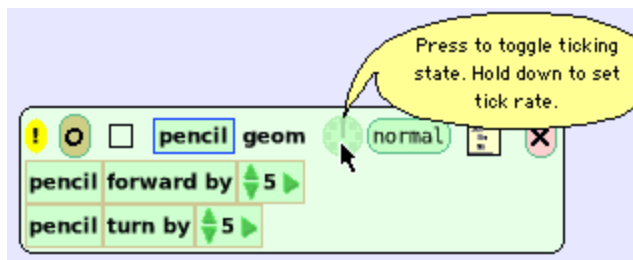 Press to toggle ticking
state. Hold down to set
tick rate.
! pencil geom normal
pencil forward by 5
pencil turn by 5